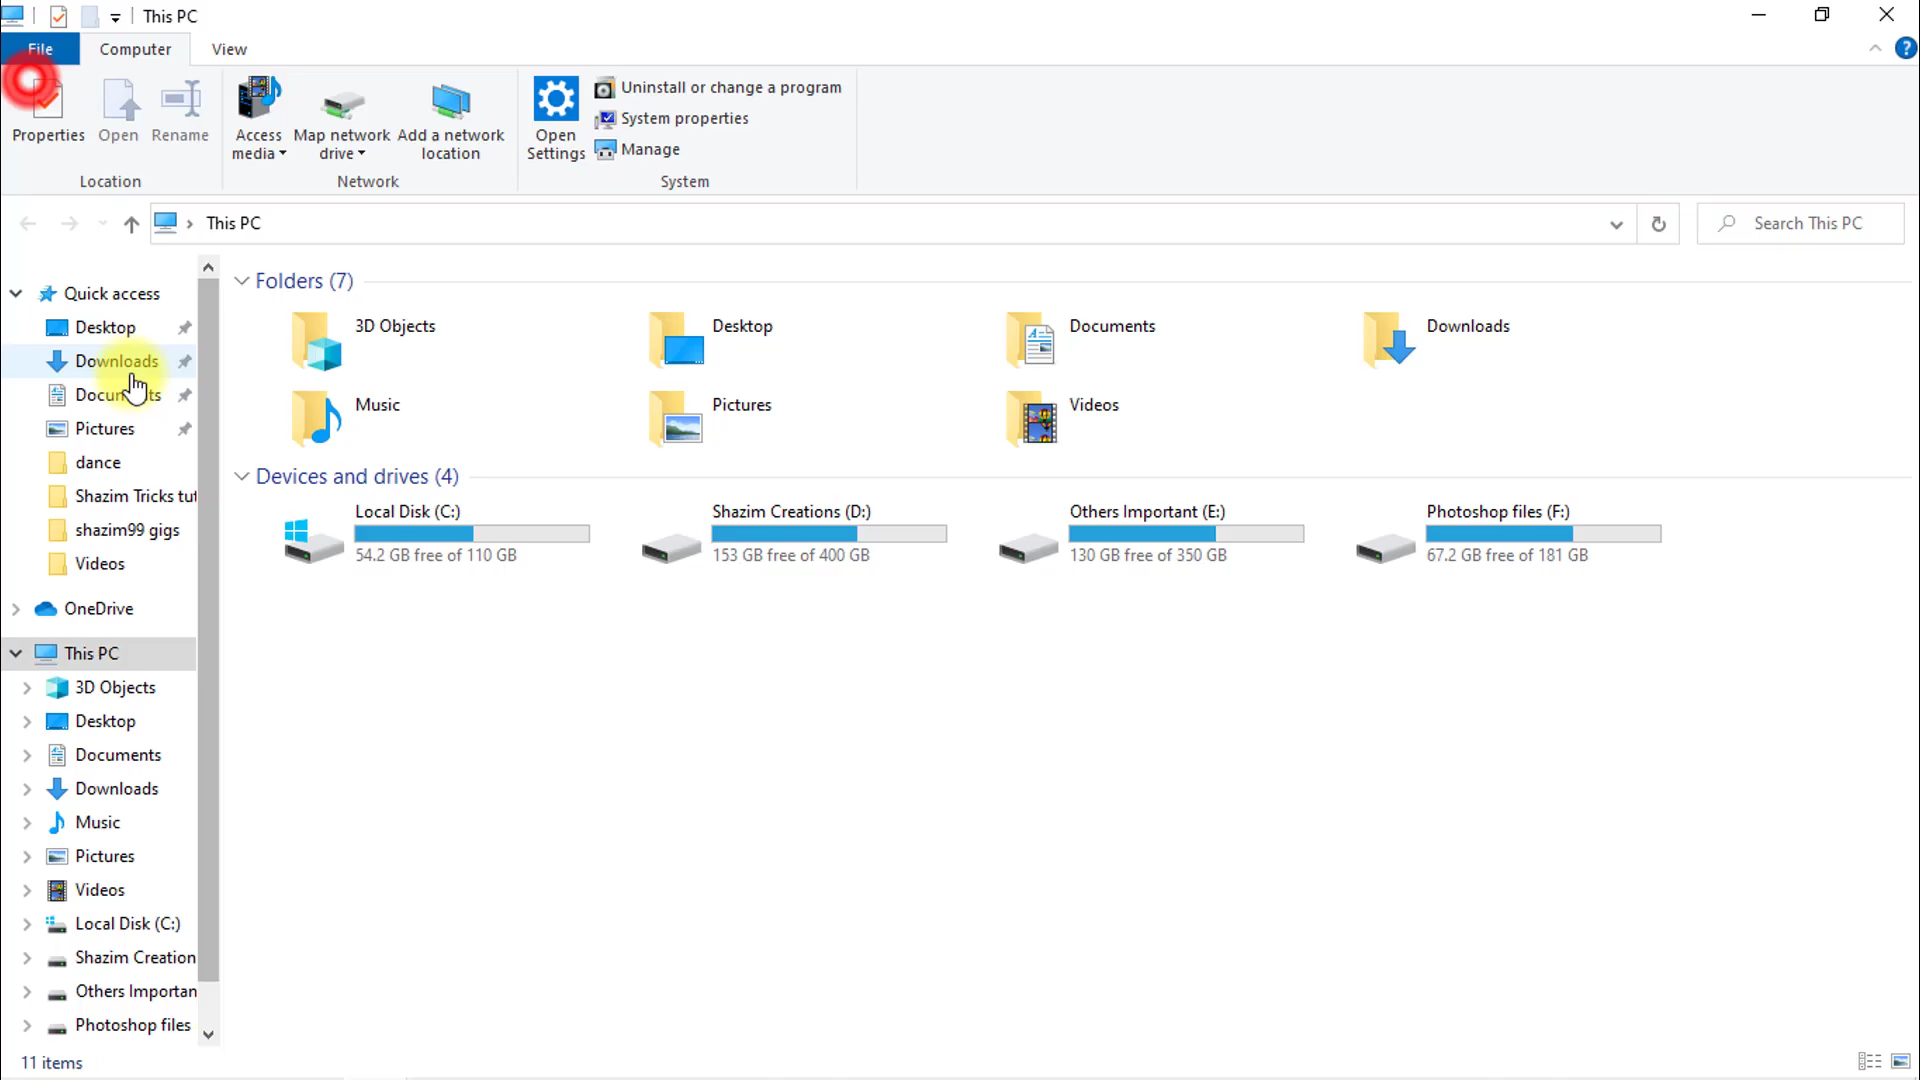 This PC
File Computer View
Properties Open Rename Access media Map network drive Add a network location Open Settings Uninstall or change a program
System properties
Manage
Location Network System
This PC Search This PC
Quick access
Desktop
Downloads
Documents
Pictures
dance
Shazim Tricks tut
shazim99 gigs
Videos
OneDrive
This PC
3D Objects
Desktop
Documents
Downloads
Music
Pictures
Videos
Local Disk (C:)
Shazim Creation
Others Importan
Photoshop files
Folders (7)
3D Objects Desktop Documents Downloads
Music Pictures Videos
Devices and drives (4)
Local Disk (C:) Shazim Creations (D:) Others Important (E:) Photoshop files (F:)
54.2 GB free of 110 GB 153 GB free of 400 GB 130 GB free of 350 GB 67.2 GB free of 181 GB
11 items